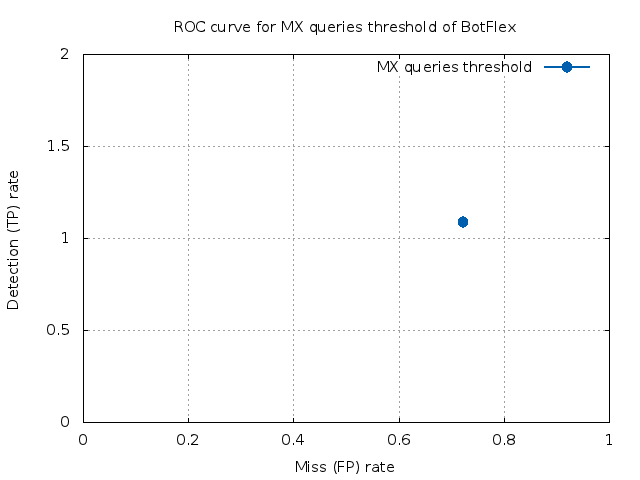 ROC curve for MX queries threshold of BotFlex
MX queries threshold
Detection (TP) rate
2
1.5
1
0.5
0
0 0.2 0.4 0.6 0.8 1
Miss (FP) rate